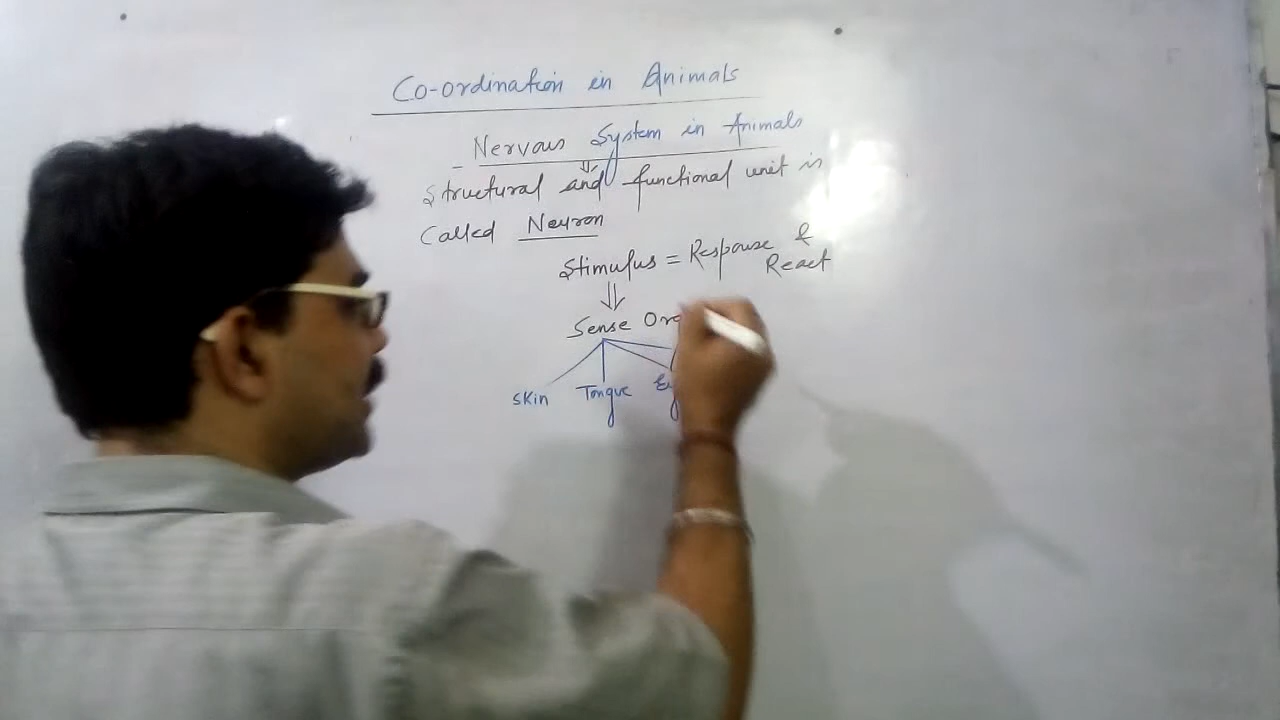 Co-ordination in Animals
- Nervous System in Animals
Structural and functional unit is
Called Neuron
Stimulus = Response &
React
Sense
Skin Tongue